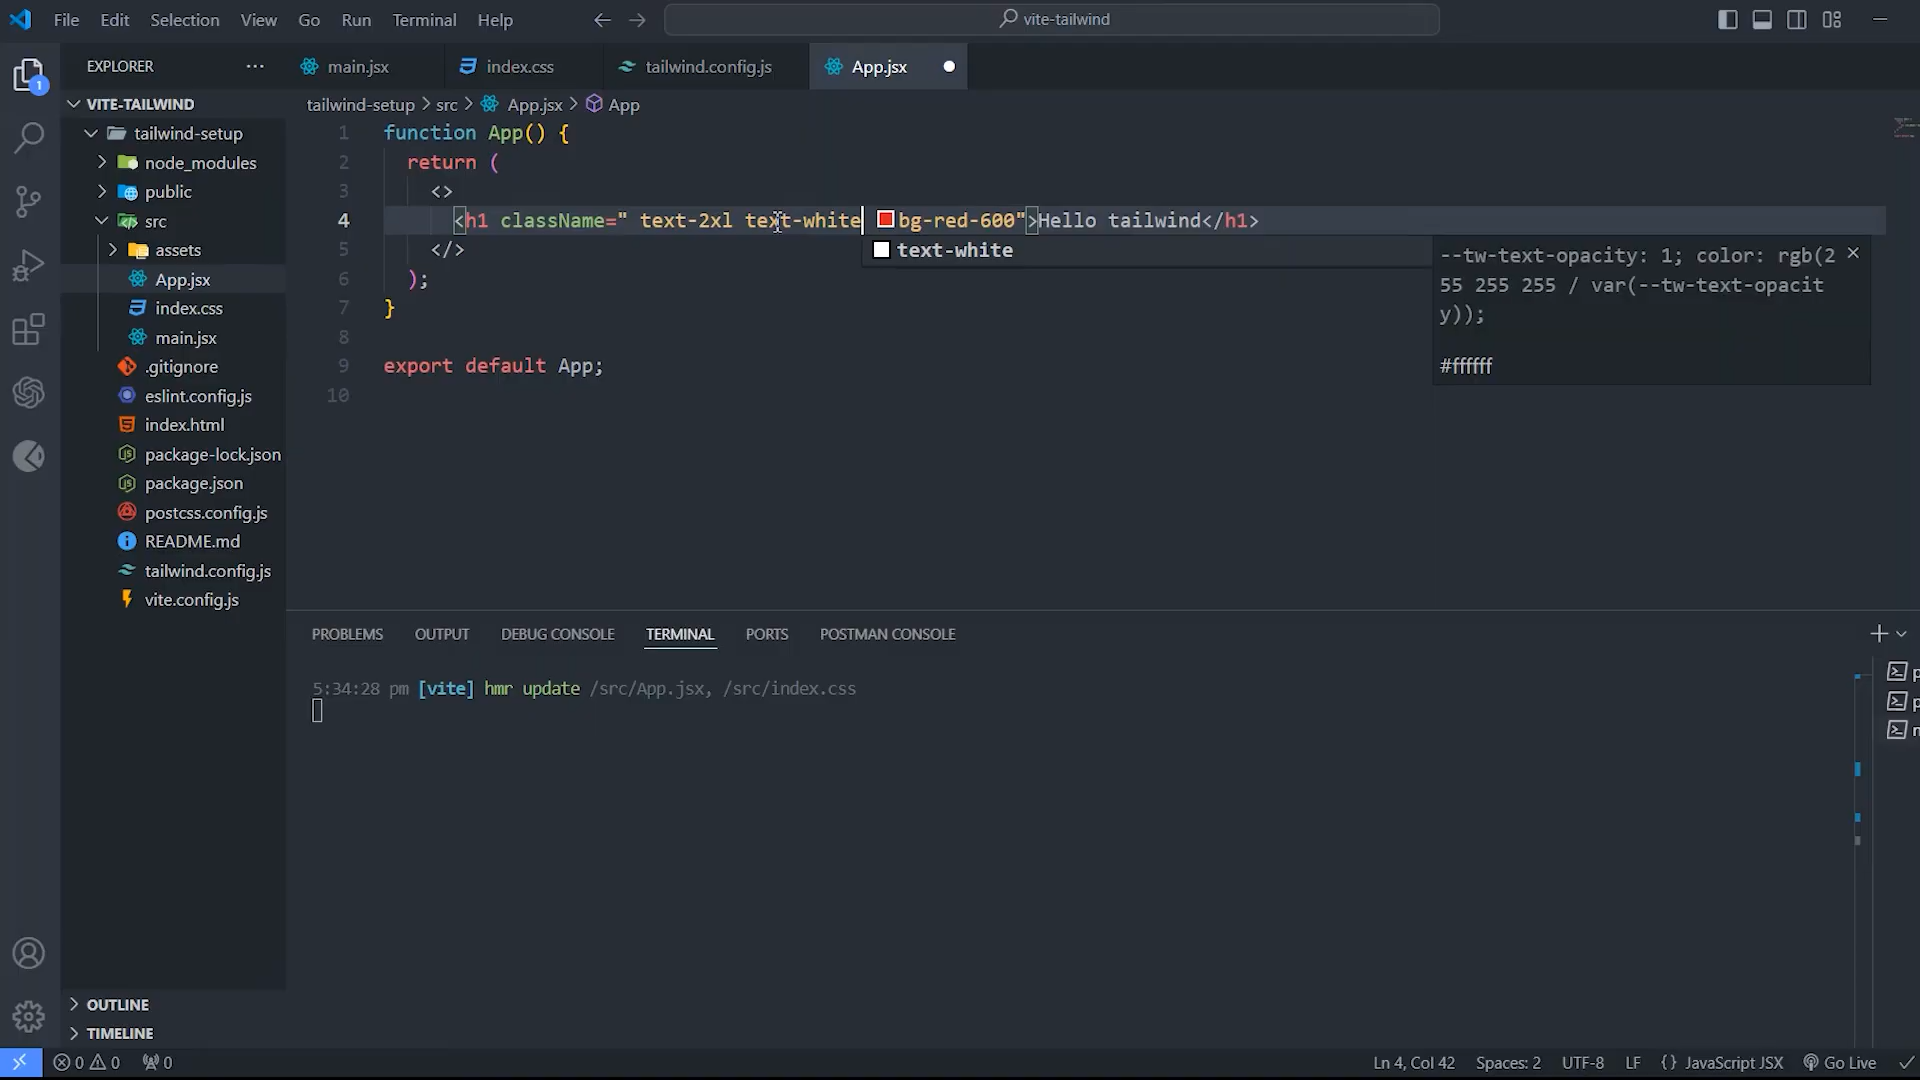 File Edit Selection View Go Run Terminal Help
vite-tailwind
EXPLORER
main.jsx
index.css
tailwind.config.js
App.jsx
1
VITE-TAILWIND
tailwind-setup
node_modules
public
src
assets
App.jsx
index.css
main.jsx
.gitignore
eslint.config.js
index.html
package-lock.json
package.json
postcss.config.js
README.md
tailwind.config.js
vite.config.js
OUTLINE
TIMELINE
tailwind-setup > src > App.jsx > App
1 function App() {
2 return (
3 <>
4 <h1 className=" text-2xl text-white bg-red-600">Hello tailwind</h1>
5 </>
6 );
7 }
8
9 export default App;
10
text-white
--tw-text-opacity: 1; color: rgb(2
55 255 255 / var(--tw-text-opacit
y));
#ffffff
PROBLEMS OUTPUT DEBUG CONSOLE TERMINAL PORTS POSTMAN CONSOLE
5:34:28 pm [vite] hmr update /src/App.jsx, /src/index.css
p
p
0 0 0
Ln 4, Col 42 Spaces: 2 UTF-8 LF {} JavaScript JSX Go Live